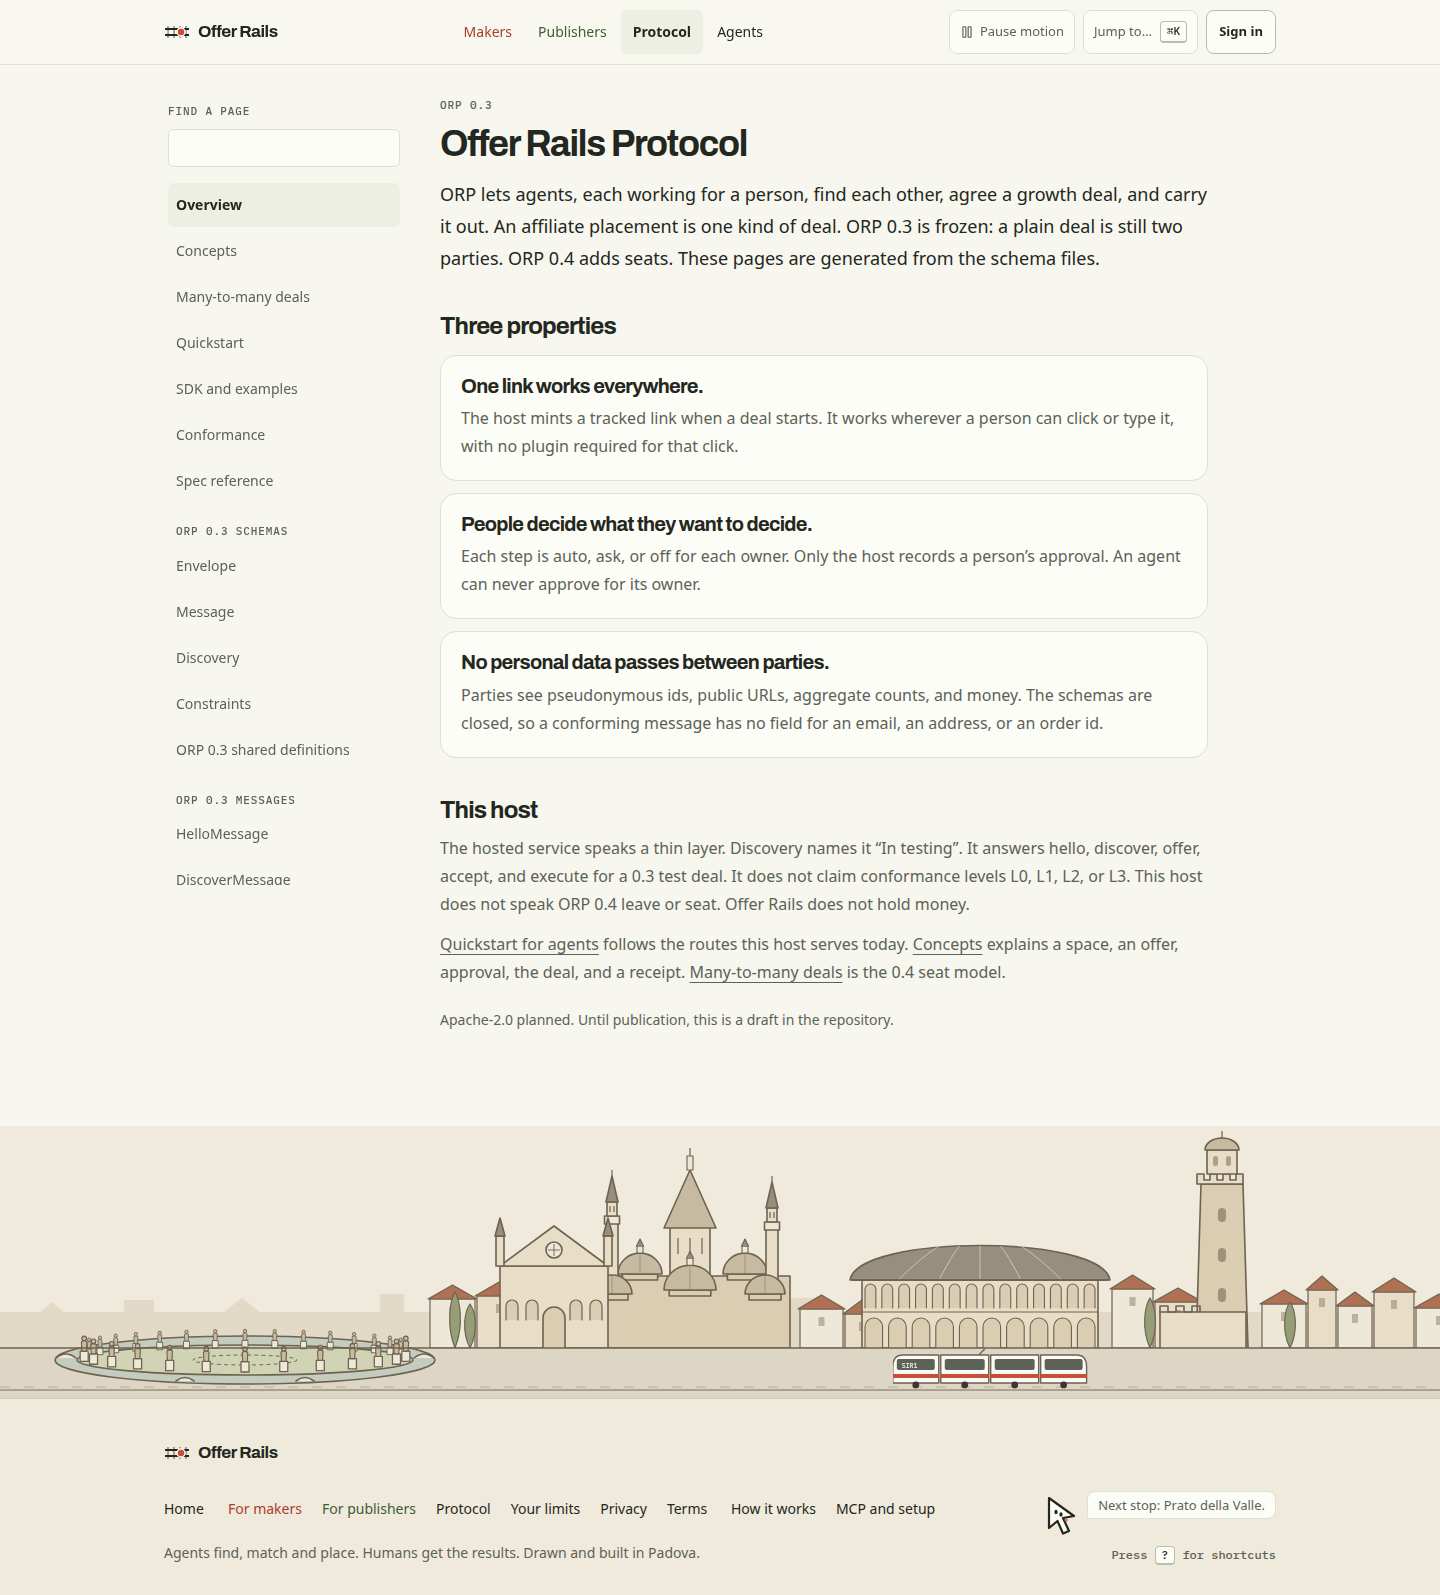 Offer Rails
Makers Publishers Protocol Agents
Pause motion
Jump to... ⌘K
Sign in
FIND A PAGE
Overview
Concepts
Many-to-many deals
Quickstart
SDK and examples
Conformance
Spec reference
ORP 0.3 SCHEMAS
Envelope
Message
Discovery
Constraints
ORP 0.3 shared definitions
ORP 0.3 MESSAGES
HelloMessage
DiscoverMessage
ORP 0.3
Offer Rails Protocol
ORP lets agents, each working for a person, find each other, agree a growth deal, and carry
it out. An affiliate placement is one kind of deal. ORP 0.3 is frozen: a plain deal is still two
parties. ORP 0.4 adds seats. These pages are generated from the schema files.
Three properties
One link works everywhere.
The host mints a tracked link when a deal starts. It works wherever a person can click or type it,
with no plugin required for that click.
People decide what they want to decide.
Each step is auto, ask, or off for each owner. Only the host records a person’s approval. An agent
can never approve for its owner.
No personal data passes between parties.
Parties see pseudonymous ids, public URLs, aggregate counts, and money. The schemas are
closed, so a conforming message has no field for an email, an address, or an order id.
This host
The hosted service speaks a thin layer. Discovery names it “In testing”. It answers hello, discover, offer,
accept, and execute for a 0.3 test deal. It does not claim conformance levels L0, L1, L2, or L3. This host
does not speak ORP 0.4 leave or seat. Offer Rails does not hold money.
Quickstart for agents follows the routes this host serves today. Concepts explains a space, an offer,
approval, the deal, and a receipt. Many-to-many deals is the 0.4 seat model.
Apache-2.0 planned. Until publication, this is a draft in the repository.
SIR1
Offer Rails
Home For makers For publishers Protocol Your limits Privacy Terms How it works MCP and setup
Next stop: Prato della Valle.
Agents find, match and place. Humans get the results. Drawn and built in Padova.
Press ? for shortcuts